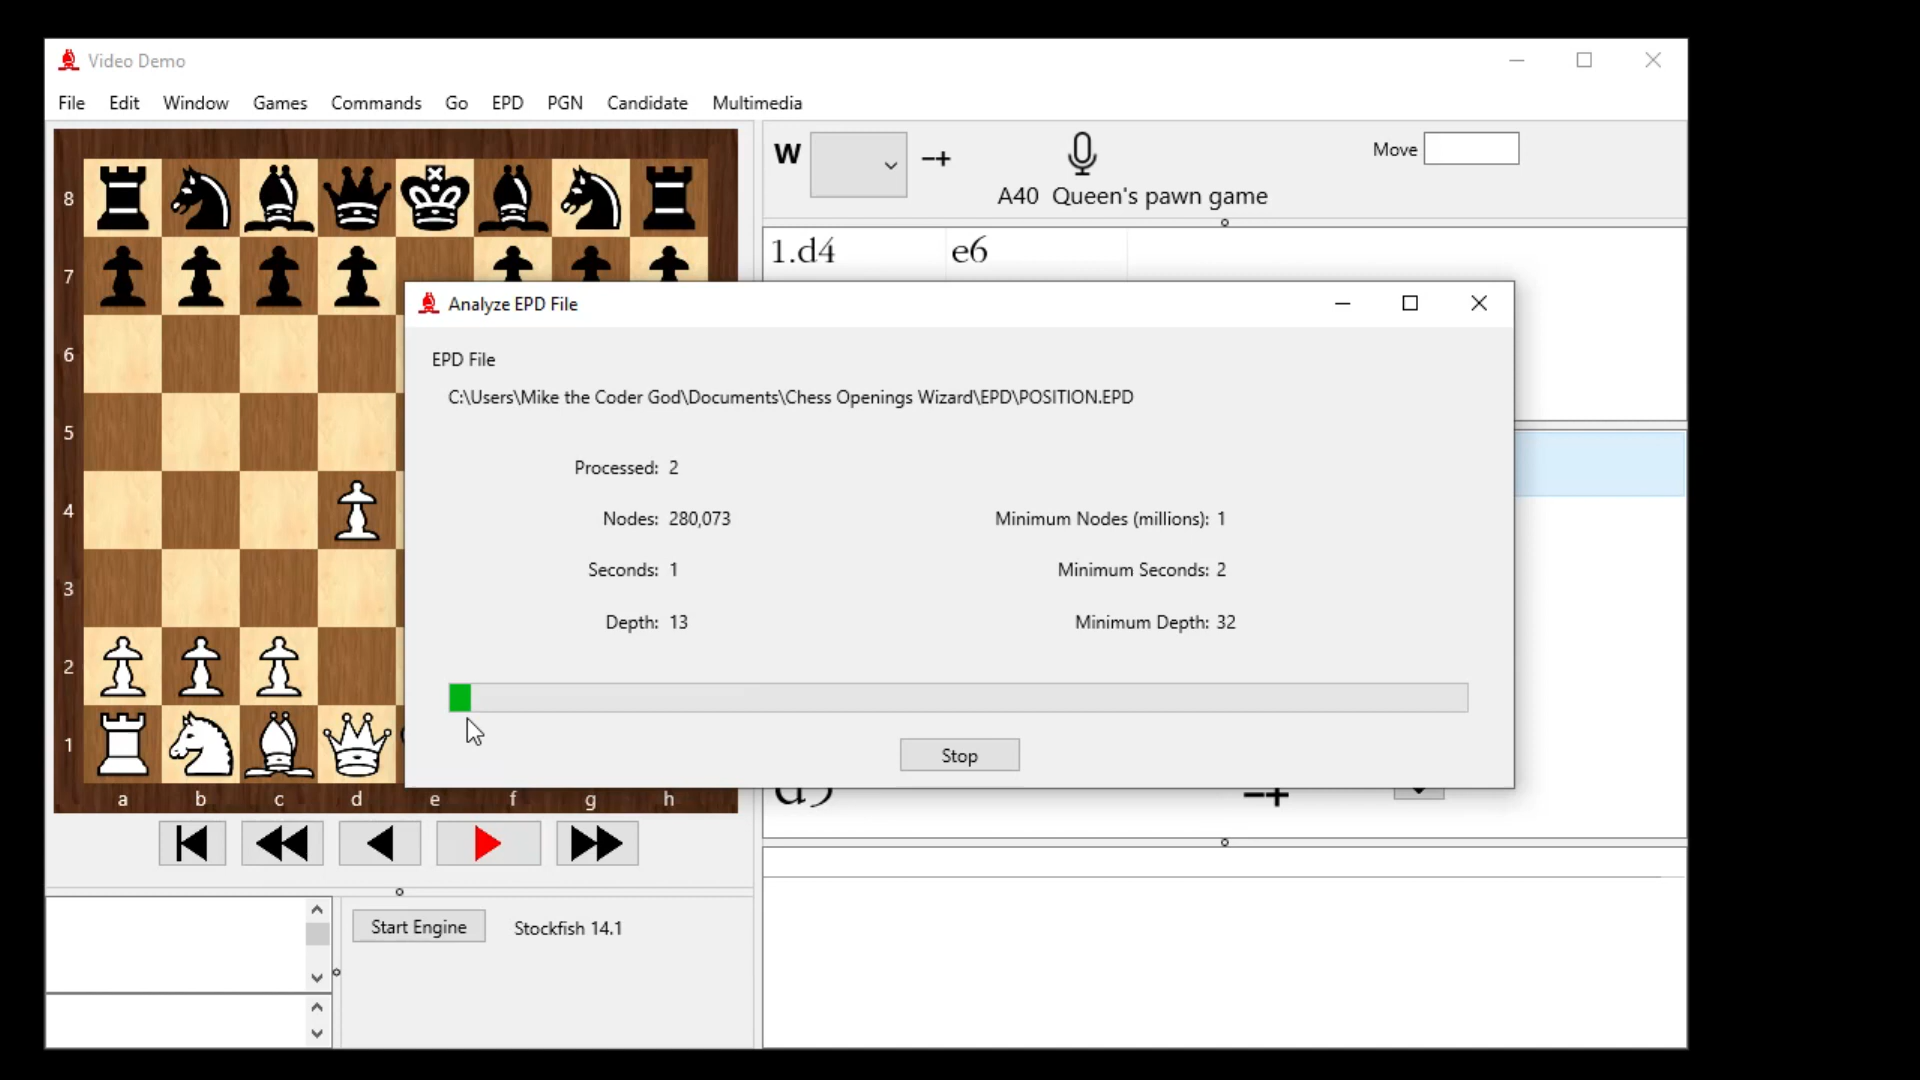 Video Demo
File Edit Window Games Commands Go EPD PGN Candidate Multimedia
W −+ Move
A40 Queen's pawn game
1.d4 e6
8
7
6
5
4
3
2
1
a b c d e f g h
Analyze EPD File
EPD File
C:\Users\Mike the Coder God\Documents\Chess Openings Wizard\EPD\POSITION.EPD
Processed: 2
Nodes: 280,073 Minimum Nodes (millions): 1
Seconds: 1 Minimum Seconds: 2
Depth: 13 Minimum Depth: 32
Stop
−+
Start Engine Stockfish 14.1